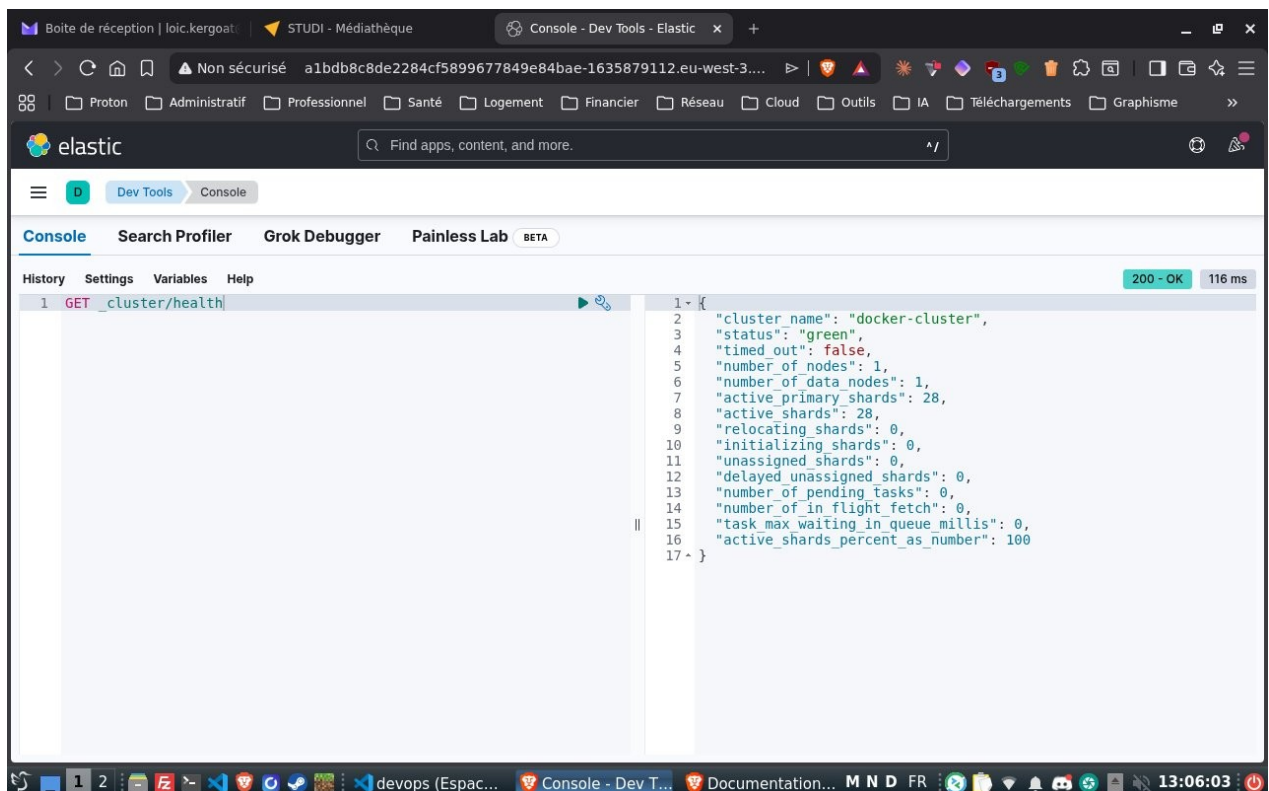 Boite de réception | loic.kergoat
STUDI - Médiathèque
Console - Dev Tools - Elastic
Non sécurisé a1bdb8c8de2284cf5899677849e84bae-1635879112.eu-west-3....
3
Proton Administratif Professionnel Santé Logement Financier Réseau Cloud Outils IA Téléchargements Graphisme »
elastic
Find apps, content, and more.
^/
D Dev Tools Console
Console Search Profiler Grok Debugger Painless Lab BETA
History Settings Variables Help
200 - OK 116 ms
1 GET _cluster/health
1 {
2 "cluster_name": "docker-cluster",
3 "status": "green",
4 "timed_out": false,
5 "number_of_nodes": 1,
6 "number_of_data_nodes": 1,
7 "active_primary_shards": 28,
8 "active_shards": 28,
9 "relocating_shards": 0,
10 "initializing_shards": 0,
11 "unassigned_shards": 0,
12 "delayed_unassigned_shards": 0,
13 "number_of_pending_tasks": 0,
14 "number_of_in_flight_fetch": 0,
15 "task_max_waiting_in_queue_millis": 0,
16 "active_shards_percent_as_number": 100
17 }
1 2 devops (Espac... Console - Dev T... Documentation... M N D FR 13:06:03